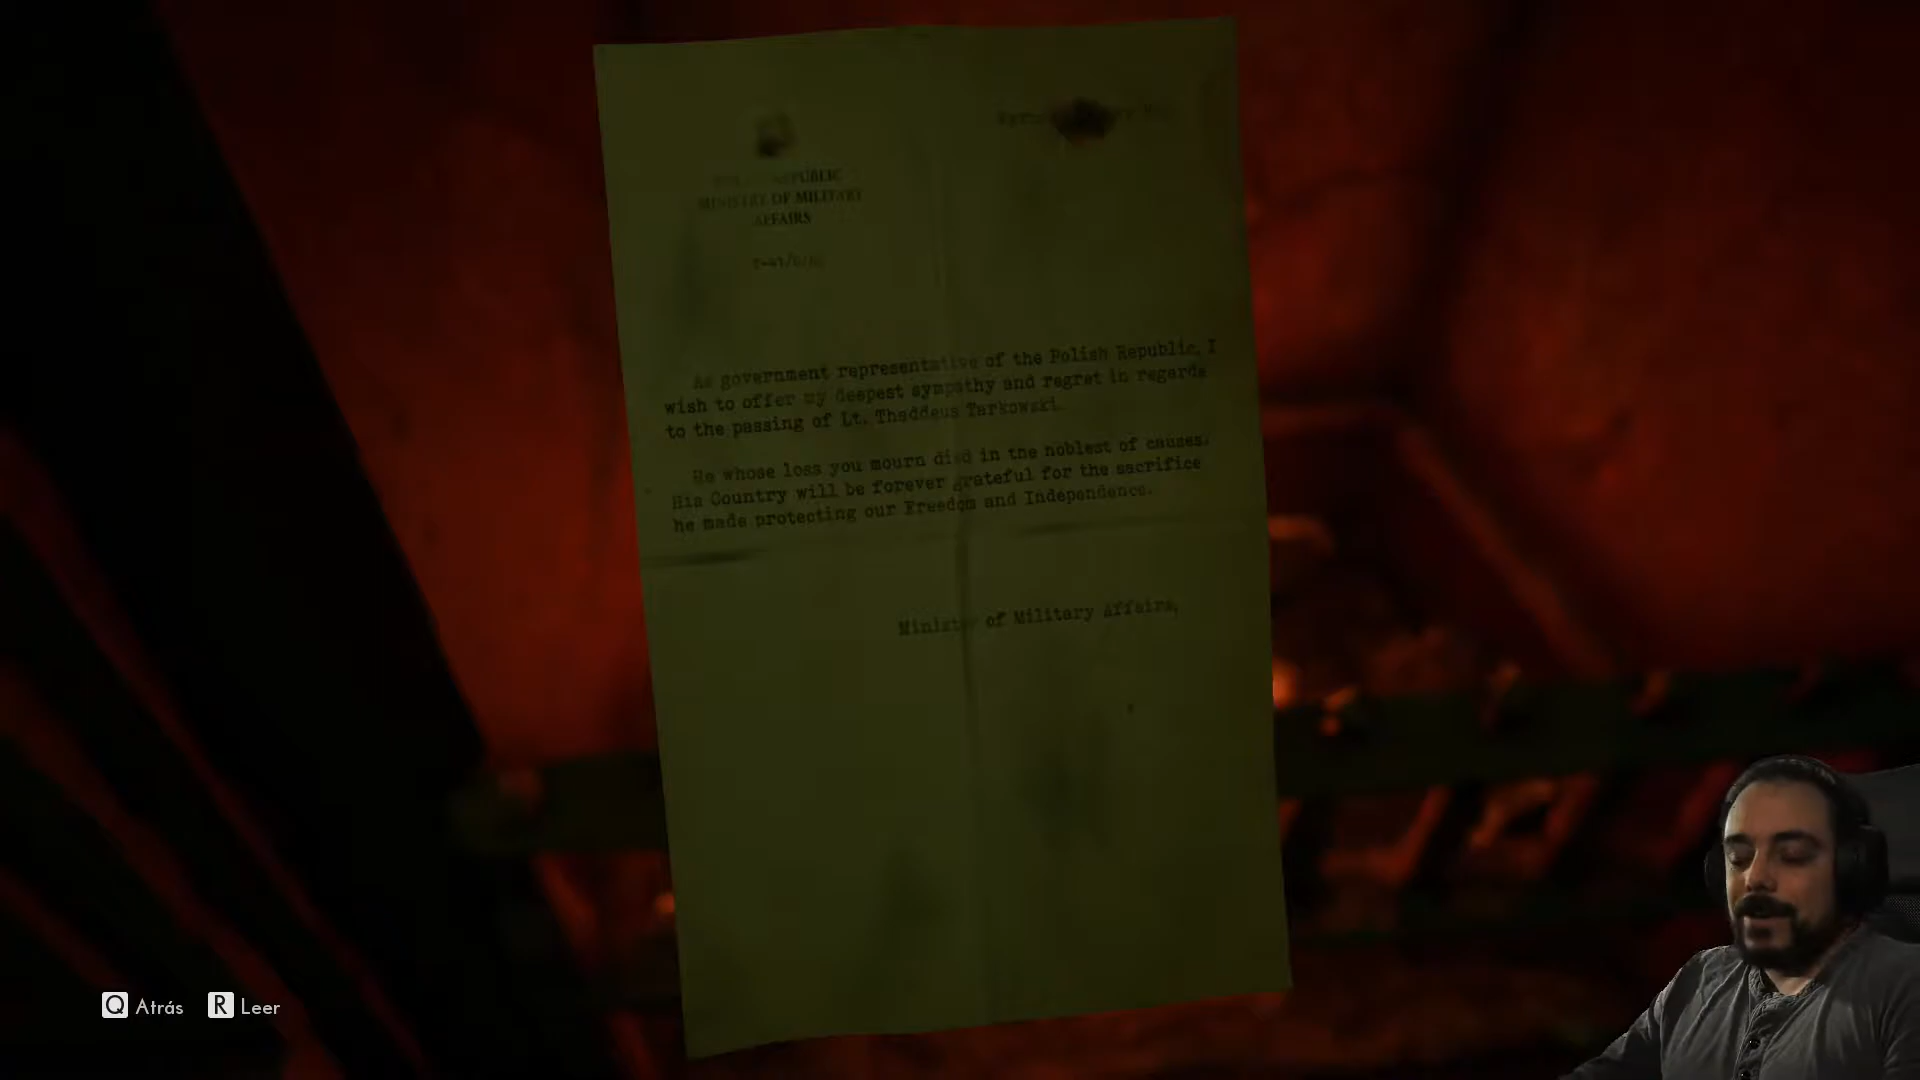 REPUBLIC
MINISTRY OF MILITARY
AFFAIRS
As government representative of the Polish Republic, I
wish to offer my deepest sympathy and regret in regards
to the passing of Lt. Thaddeus Tarkowski.
He whose loss you mourn died in the noblest of causes.
His Country will be forever grateful for the sacrifice
he made protecting our Freedom and Independence.
Minister of Military Affairs,
Q Atrás R Leer